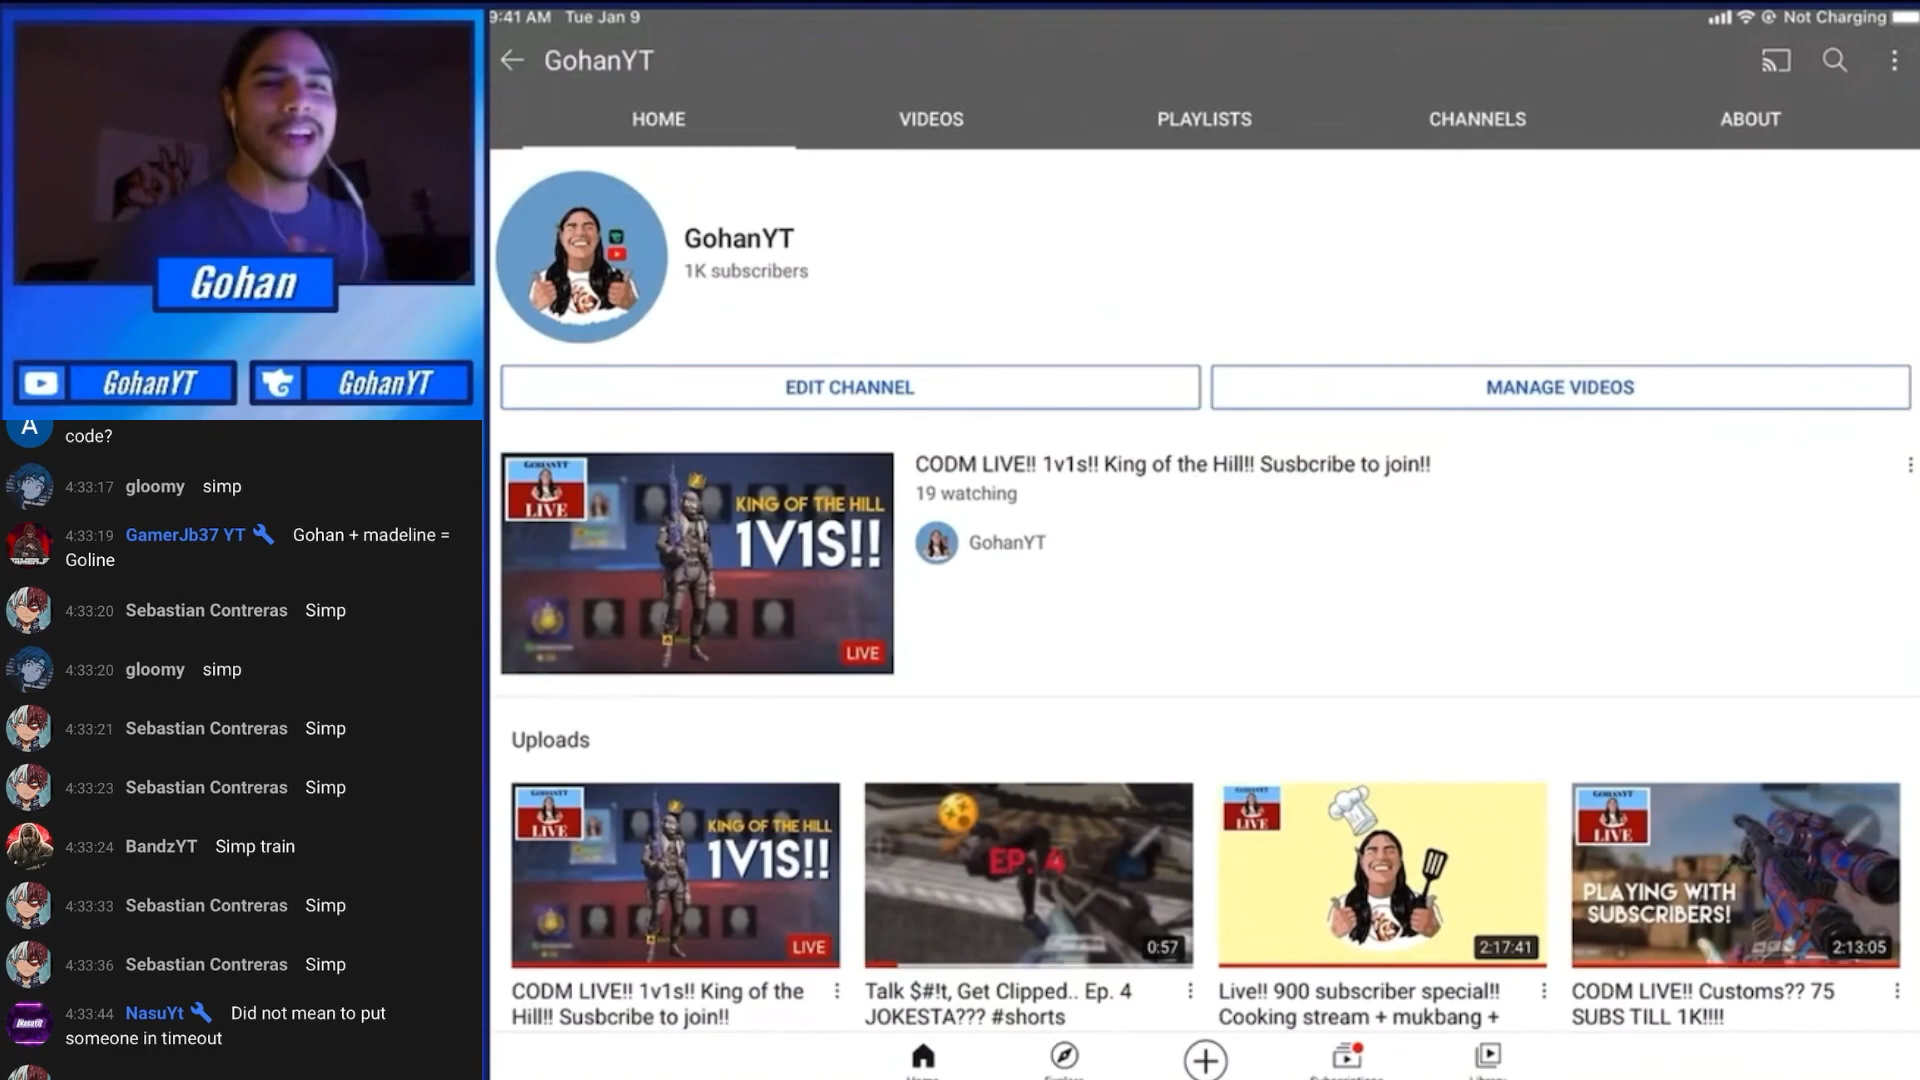 9:41 AM Tue Jan 9
Not Charging
GohanYT
HOME
VIDEOS
PLAYLISTS
CHANNELS
ABOUT
GohanYT
1K subscribers
EDIT CHANNEL
MANAGE VIDEOS
GOHANYT
LIVE
KING OF THE HILL
1V1S!!
LIVE
CODM LIVE!! 1v1s!! King of the Hill!! Susbcribe to join!!
19 watching
GohanYT
Uploads
GOHANYT
LIVE
KING OF THE HILL
1V1S!!
LIVE
CODM LIVE!! 1v1s!! King of the
Hill!! Susbcribe to join!!
EP. 4
0:57
Talk $#!t, Get Clipped.. Ep. 4
JOKESTA??? #shorts
GOHANYT
LIVE
2:17:41
Live!! 900 subscriber special!!
Cooking stream + mukbang +
GOHANYT
LIVE
PLAYING WITH
SUBSCRIBERS!
2:13:05
CODM LIVE!! Customs?? 75
SUBS TILL 1K!!!!
Gohan
GohanYT
GohanYT
A
code?
4:33:17 gloomy simp
4:33:19 GamerJb37 YT Gohan + madeline =
Goline
4:33:20 Sebastian Contreras Simp
4:33:20 gloomy simp
4:33:21 Sebastian Contreras Simp
4:33:23 Sebastian Contreras Simp
4:33:24 BandzYT Simp train
4:33:33 Sebastian Contreras Simp
4:33:36 Sebastian Contreras Simp
4:33:44 NasuYt Did not mean to put
someone in timeout